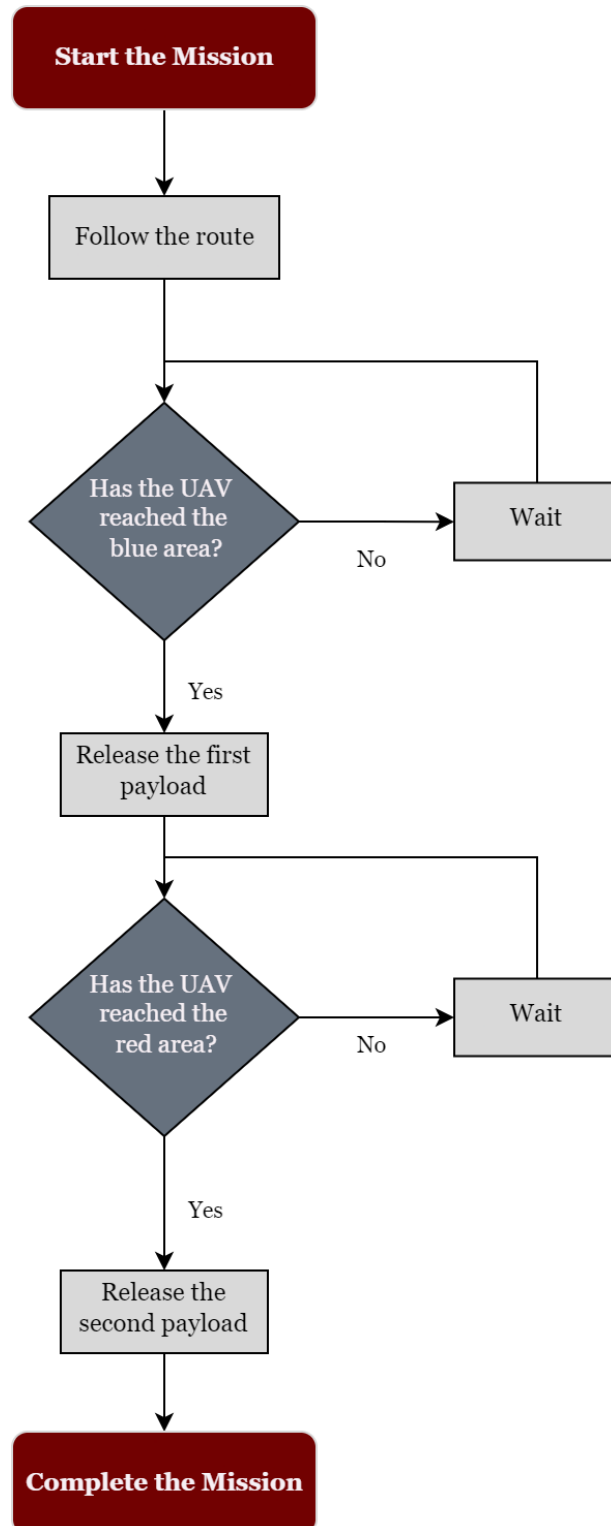 Start the Mission
Follow the route
Has the UAV
reached the
blue area?
No
Wait
Yes
Release the first
payload
Has the UAV
reached the
red area?
No
Wait
Yes
Release the
second payload
Complete the Mission